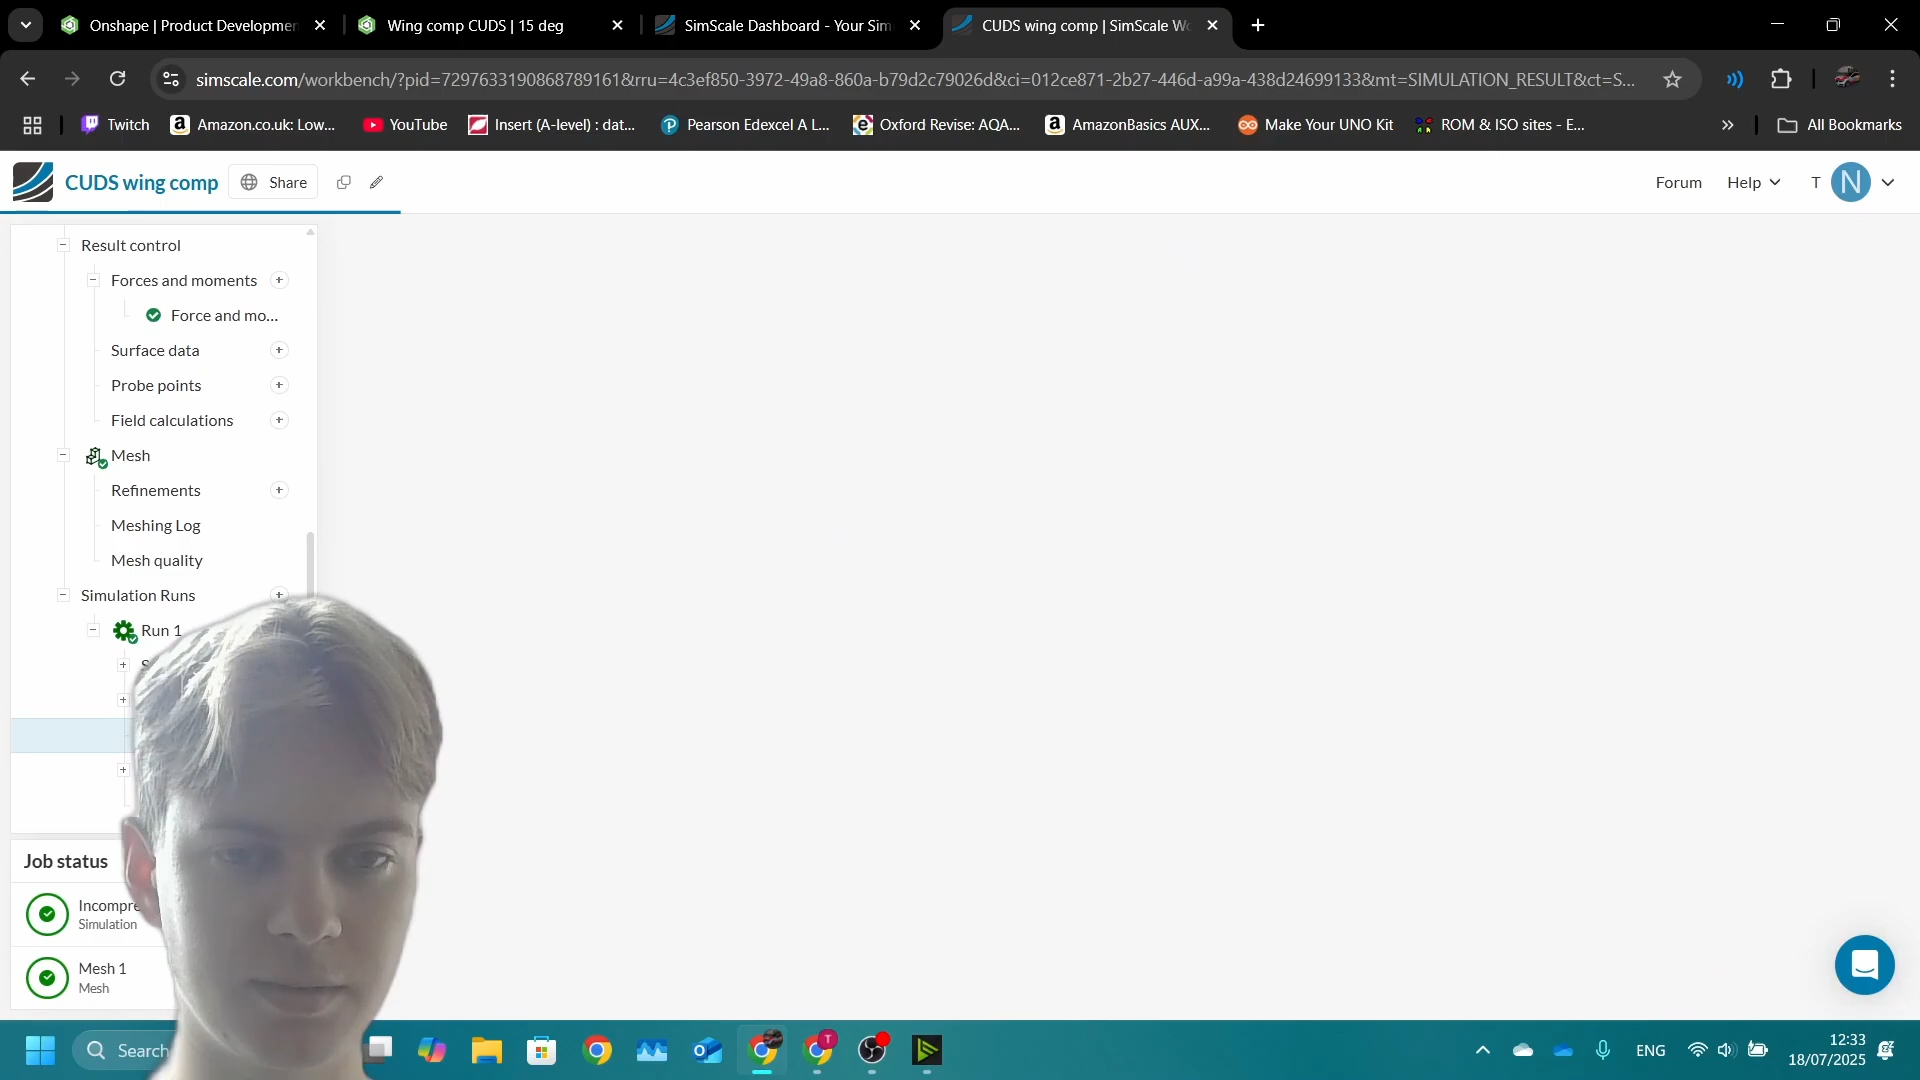 Onshape | Product Developmen
Wing comp CUDS | 15 deg
SimScale Dashboard - Your Sim
CUDS wing comp | SimScale Wo
simscale.com/workbench/?pid=7297633190868789161&rru=4c3ef850-3972-49a8-860a-b79d2c79026d&ci=012ce871-2b27-446d-a99a-438d24699133&mt=SIMULATION_RESULT&ct=S...
Twitch
Amazon.co.uk: Low...
YouTube
Insert (A-level) : dat...
Pearson Edexcel A L...
Oxford Revise: AQA...
AmazonBasics AUX...
Make Your UNO Kit
ROM & ISO sites - E...
All Bookmarks
CUDS wing comp
Share
Forum
Help
T
N
Result control
Forces and moments
Force and mo...
Surface data
Probe points
Field calculations
Mesh
Refinements
Meshing Log
Mesh quality
Simulation Runs
Run 1
Job status
Incompre
Simulation
Mesh 1
Mesh
Search
T
ENG
12:33
18/07/2025